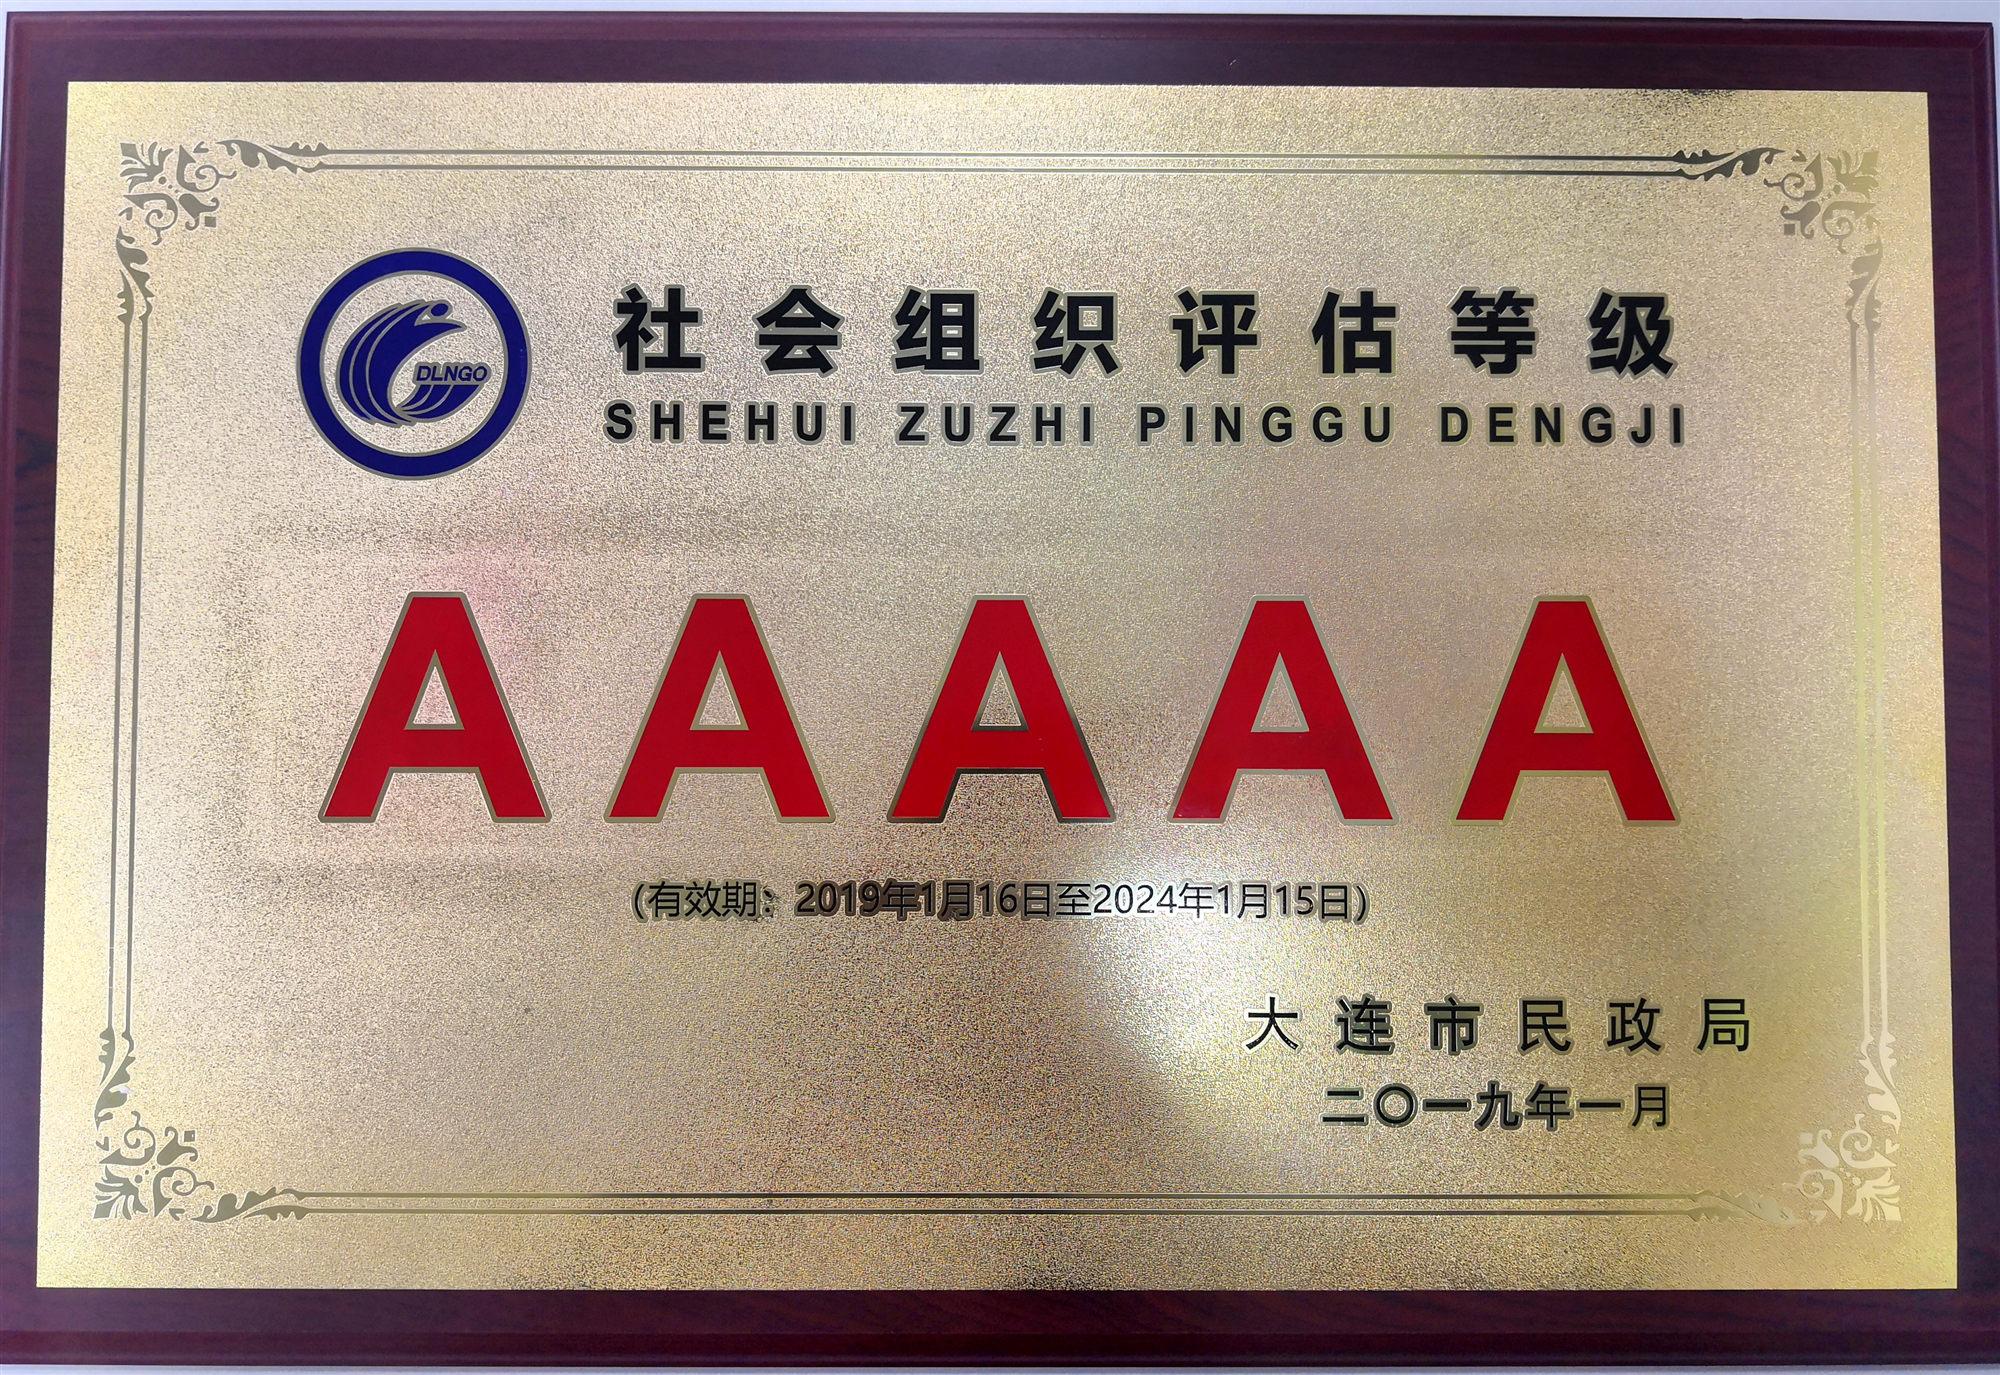 DLNGO
社会组织评估等级
SHEHUI ZUZHI PINGGU DENGJI
AAAAA
(有效期：2019年1月16日至2024年1月15日)
大连市民政局
二〇一九年一月